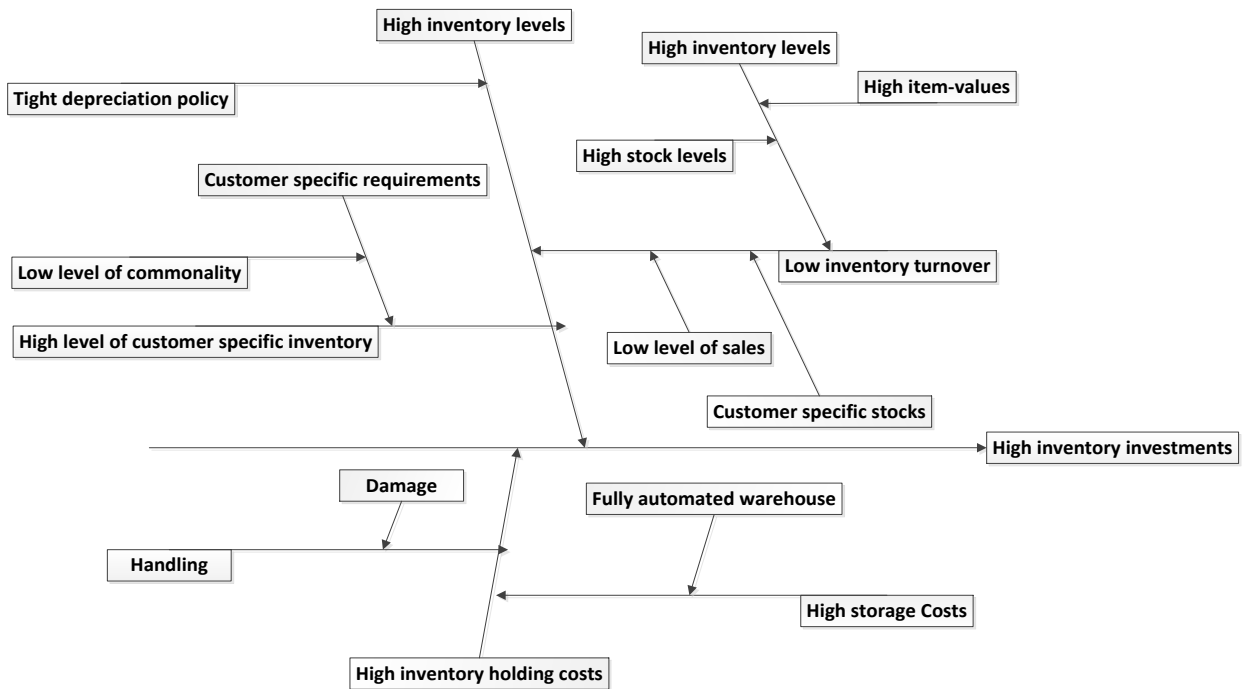 High inventory levels
High inventory levels
High item-values
Tight depreciation policy
High stock levels
Customer specific requirements
Low level of commonality
Low inventory turnover
High level of customer specific inventory
Low level of sales
Customer specific stocks
High inventory investments
Damage
Fully automated warehouse
Handling
High storage Costs
High inventory holding costs